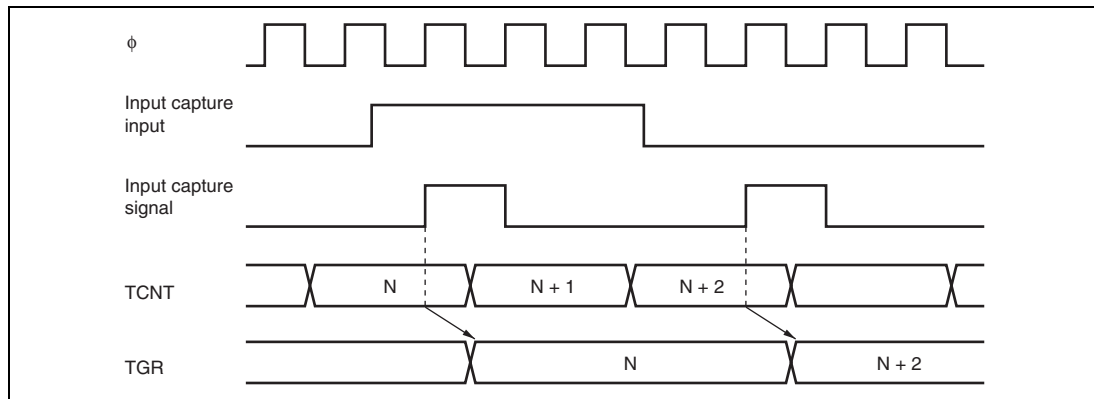 ϕ
Input capture
input
Input capture
signal
TCNT
N
N + 1
N + 2
TGR
N
N + 2